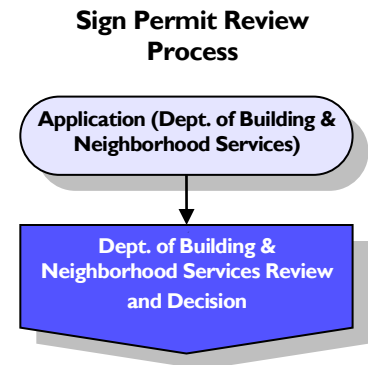 Sign Permit Review
Process
Application (Dept. of Building &
Neighborhood Services)
Dept. of Building &
Neighborhood Services Review
and Decision